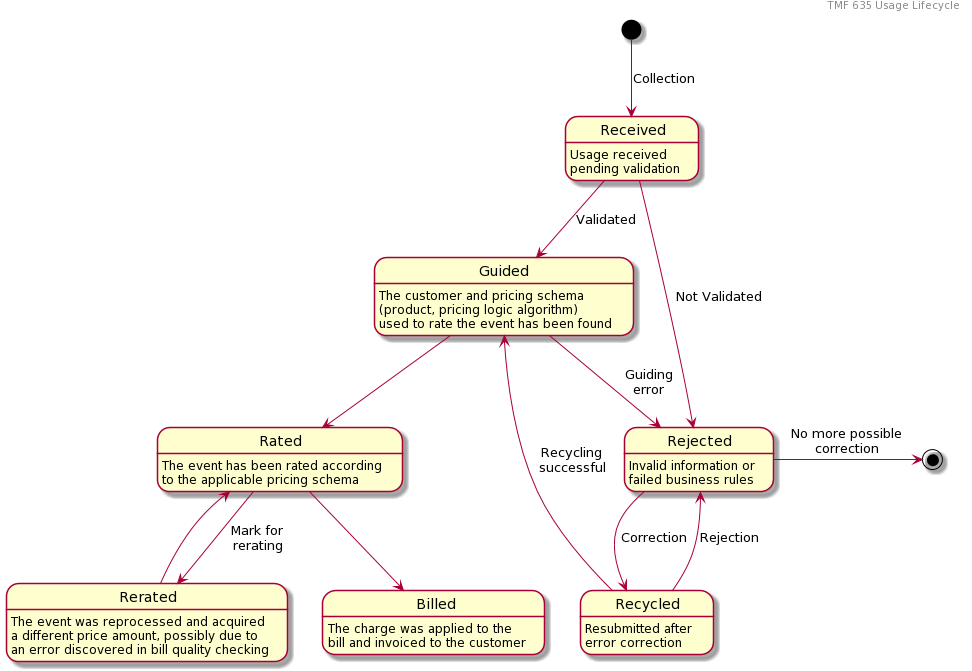 TMF 635 Usage Lifecycle
Collection
Received
Usage received
pending validation
Validated
Guided
The customer and pricing schema
(product, pricing logic algorithm)
used to rate the event has been found
Not Validated
Guiding
error
Rated
The event has been rated according
to the applicable pricing schema
Recycling
successful
Rejected
Invalid information or
failed business rules
No more possible
correction
Mark for
rerating
Correction
Rejection
Rerated
The event was reprocessed and acquired
a different price amount, possibly due to
an error discovered in bill quality checking
Billed
The charge was applied to the
bill and invoiced to the customer
Recycled
Resubmitted after
error correction